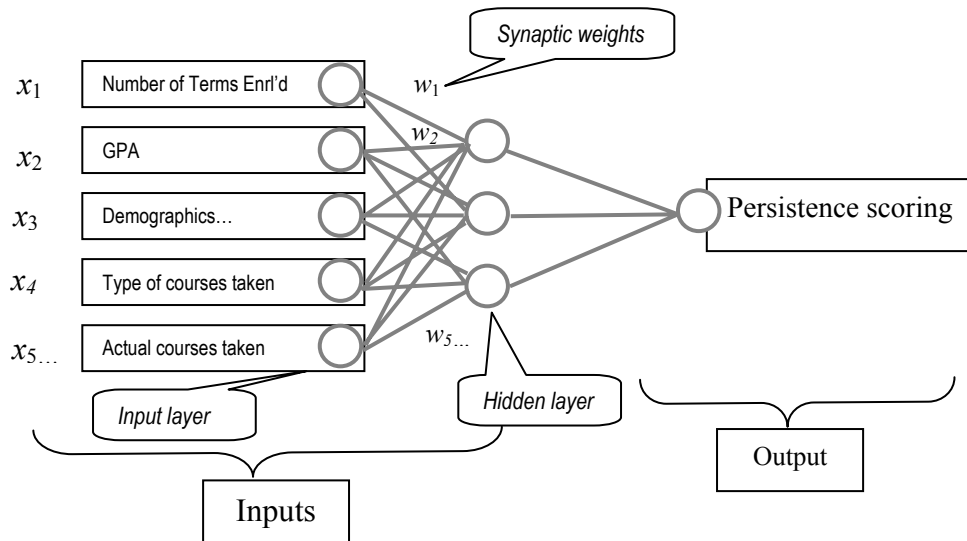 Synaptic weights
x1 Number of Terms Enrl'd w1
w2
x2 GPA
x3 Demographics… Persistence scoring
x4 Type of courses taken
w5…
x5… Actual courses taken
Input layer Hidden layer
Output
Inputs